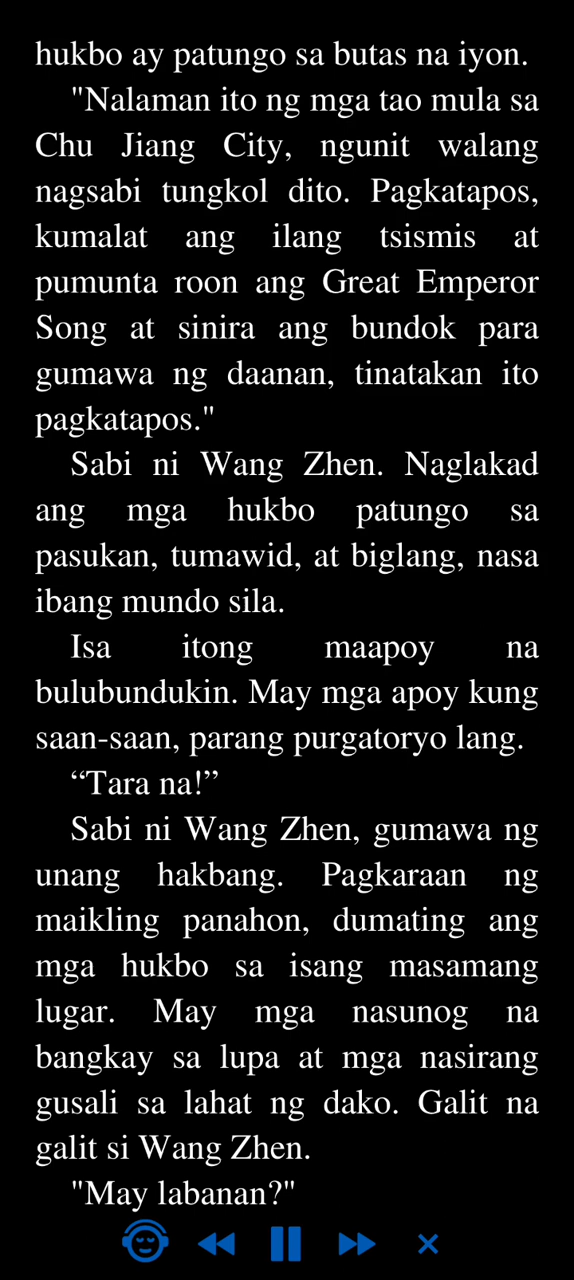 hukbo ay patungo sa butas na iyon.
"Nalaman ito ng mga tao mula sa
Chu Jiang City, ngunit walang
nagsabi tungkol dito. Pagkatapos,
kumalat ang ilang tsismis at
pumunta roon ang Great Emperor
Song at sinira ang bundok para
gumawa ng daanan, tinatakan ito
pagkatapos."
Sabi ni Wang Zhen. Naglakad
ang mga hukbo patungo sa
pasukan, tumawid, at biglang, nasa
ibang mundo sila.
Isa itong maapoy na
bulubundukin. May mga apoy kung
saan-saan, parang purgatoryo lang.
“Tara na!”
Sabi ni Wang Zhen, gumawa ng
unang hakbang. Pagkaraan ng
maikling panahon, dumating ang
mga hukbo sa isang masamang
lugar. May mga nasunog na
bangkay sa lupa at mga nasirang
gusali sa lahat ng dako. Galit na
galit si Wang Zhen.
"May labanan?"